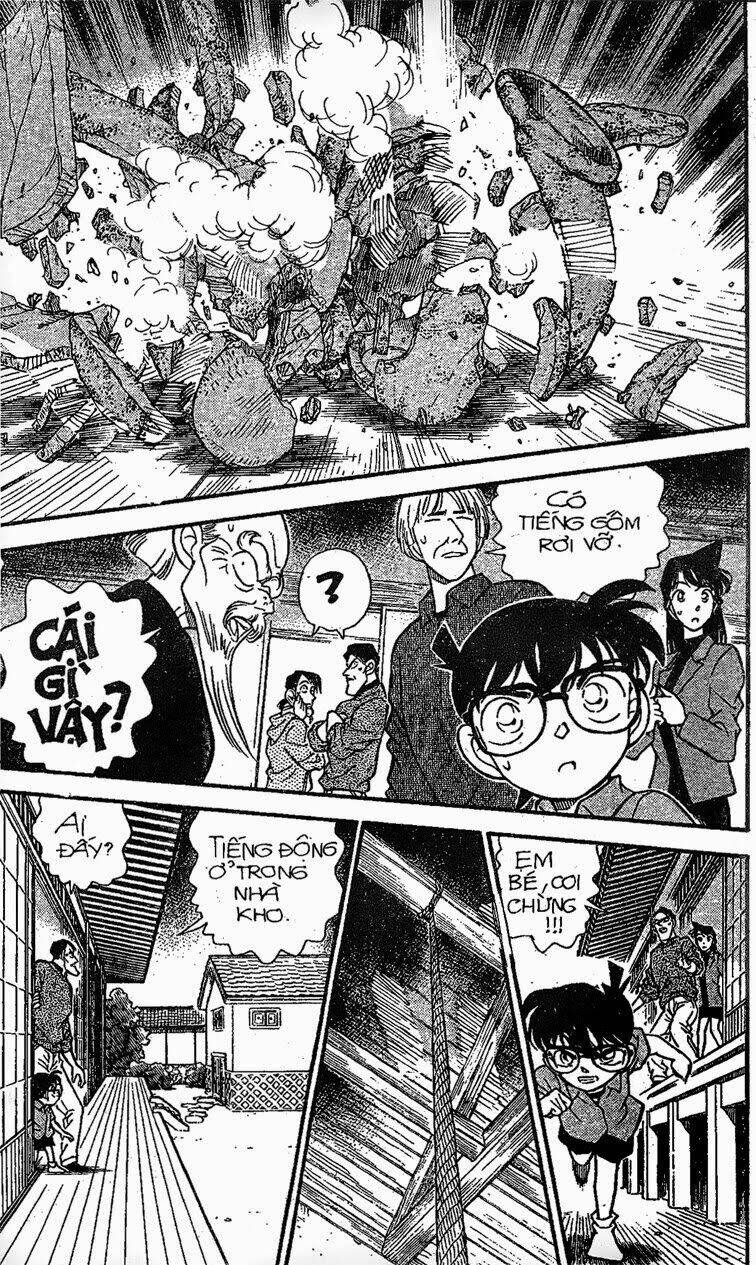 CÓ
TIẾNG GỐM
RƠI VỠ.
?
CÁI
GÌ
VẬY?
EM
BÉ, COI
CHỪNG
!!!
TIẾNG ĐỘNG
Ở TRONG
NHÀ
KHO.
AI
ĐẤY?